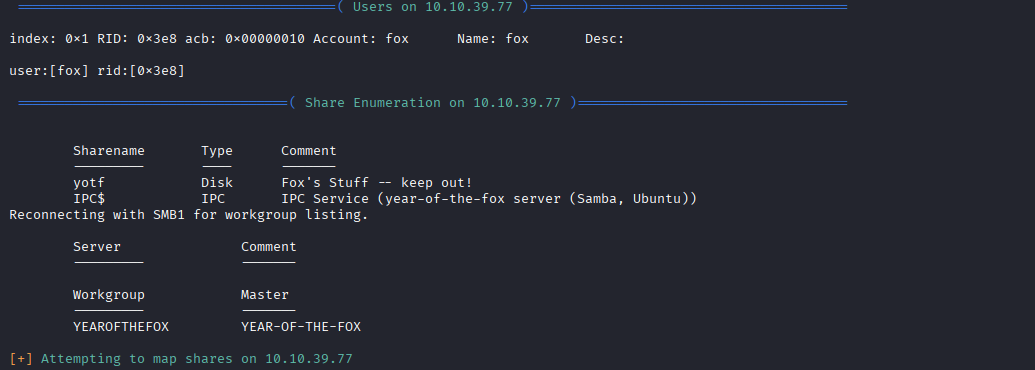 ==========================================( Users on 10.10.39.77 )==========================================
index: 0×1 RID: 0×3e8 acb: 0×00000010 Account: fox Name: fox Desc:
user:[fox] rid:[0×3e8]
====================================( Share Enumeration on 10.10.39.77 )====================================
Sharename Type Comment
--------- ---- -------
yotf Disk Fox's Stuff -- keep out!
IPC$ IPC IPC Service (year-of-the-fox server (Samba, Ubuntu))
Reconnecting with SMB1 for workgroup listing.
Server Comment
--------- -------
Workgroup Master
--------- -------
YEAROFTHEFOX YEAR-OF-THE-FOX
[+] Attempting to map shares on 10.10.39.77